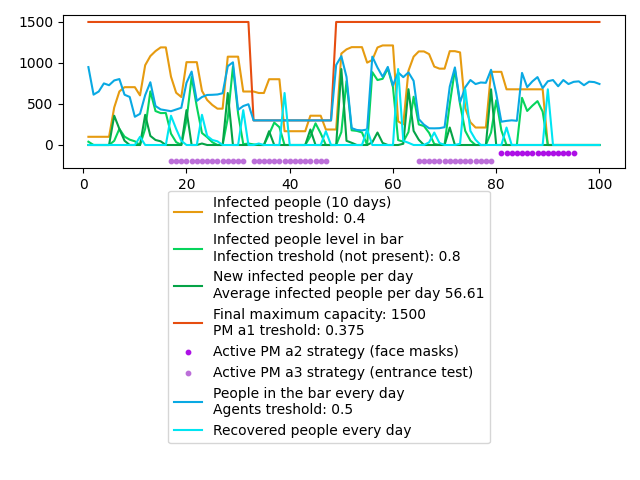 1500
1000
500
0
0 20 40 60 80 100
Infected people (10 days)
Infection treshold: 0.4
Infected people level in bar
Infection treshold (not present): 0.8
New infected people per day
Average infected people per day 56.61
Final maximum capacity: 1500
PM a1 treshold: 0.375
Active PM a2 strategy (face masks)
Active PM a3 strategy (entrance test)
People in the bar every day
Agents treshold: 0.5
Recovered people every day